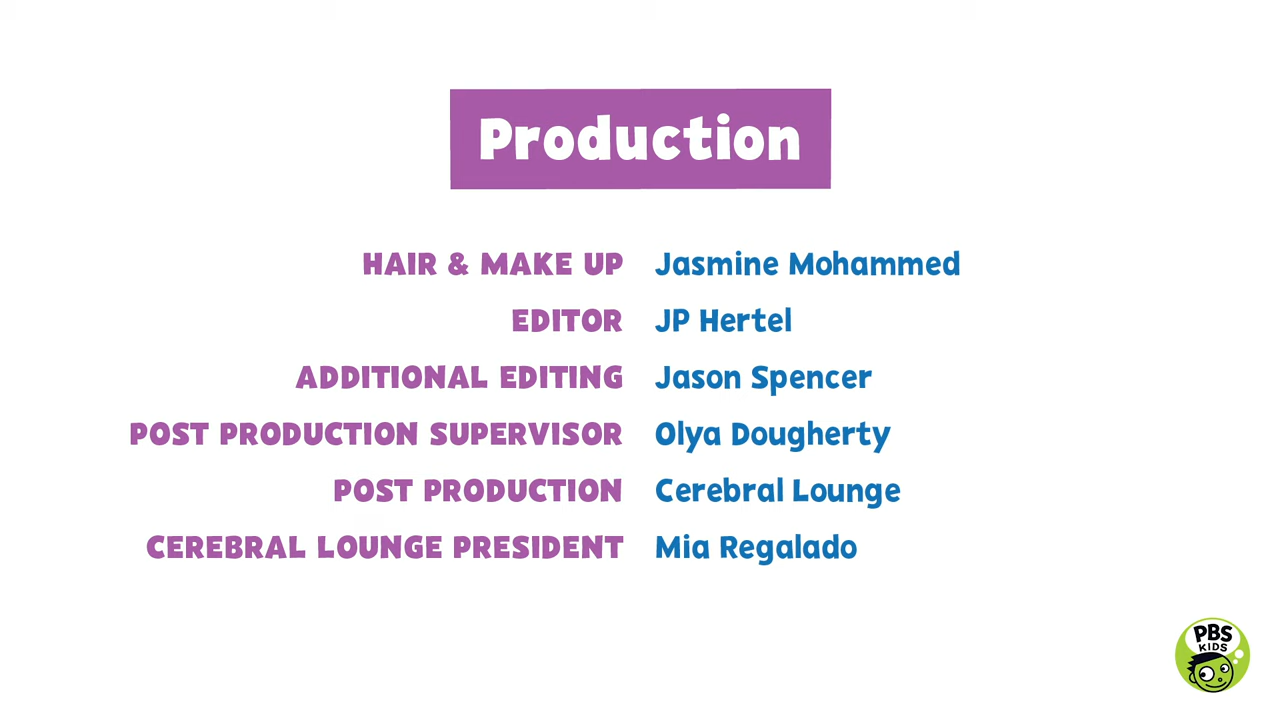 Production
HAIR & MAKE UP Jasmine Mohammed
EDITOR JP Hertel
ADDITIONAL EDITING Jason Spencer
POST PRODUCTION SUPERVISOR Olya Dougherty
POST PRODUCTION Cerebral Lounge
CEREBRAL LOUNGE PRESIDENT Mia Regalado
PBS
KIDS